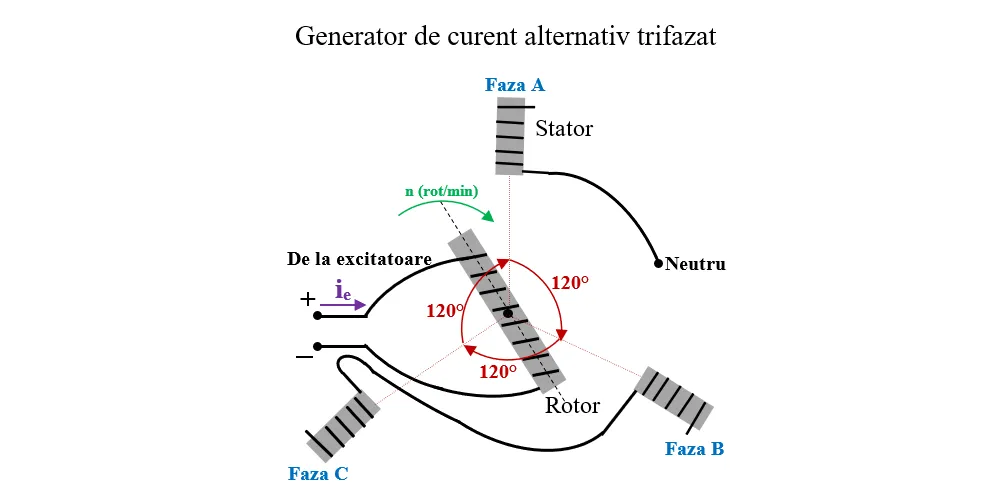 Generator de curent alternativ trifazat
Faza A
Stator
n (rot/min)
De la excitatoare
Neutru
+
ie
120°
120°
120°
–
Rotor
Faza B
Faza C